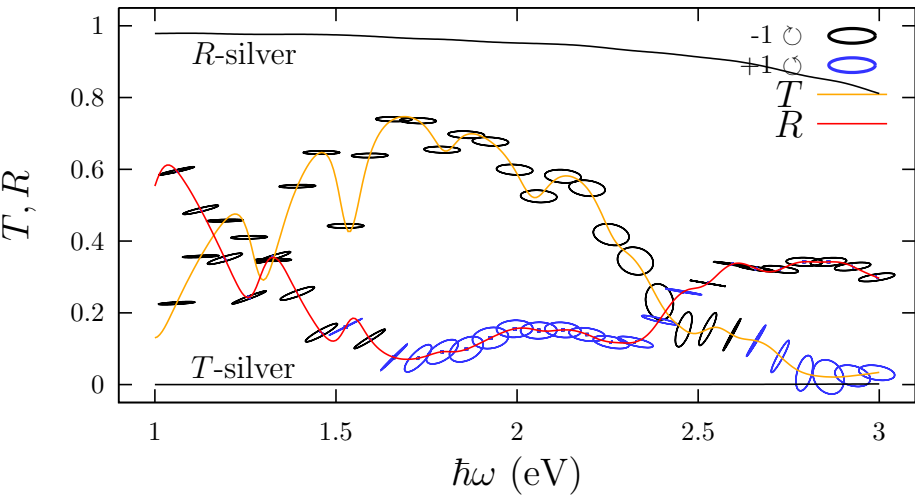 1
0.8
0.6
0.4
0.2
0
T, R
R-silver
T-silver
-1 ↻
+1 ↺
T
R
1
1.5
2
2.5
3
ℏω (eV)